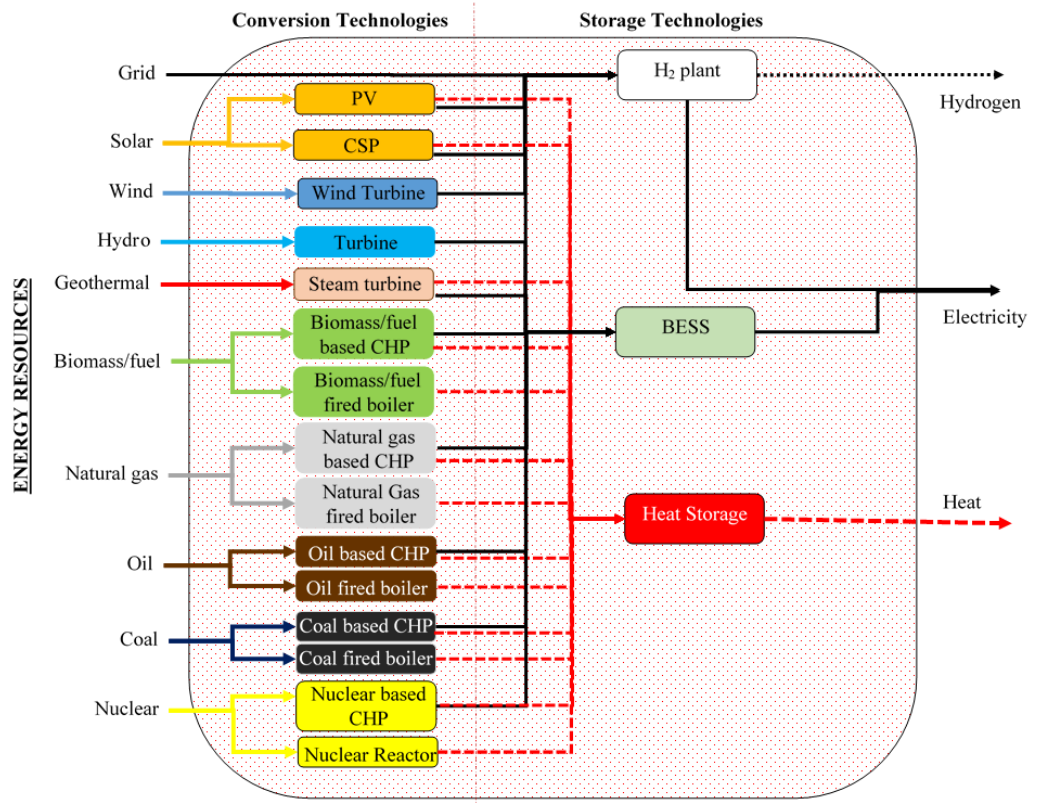 Conversion Technologies
Storage Technologies
Grid
H2 plant
Hydrogen
PV
Solar
CSP
Wind
Wind Turbine
Hydro
Turbine
Geothermal
Steam turbine
Electricity
Biomass/fuel
based CHP
BESS
Biomass/fuel
Biomass/fuel
fired boiler
ENERGY RESOURCES
Natural gas
based CHP
Natural gas
Natural Gas
fired boiler
Heat Storage
Heat
Oil based CHP
Oil
Oil fired boiler
Coal based CHP
Coal
Coal fired boiler
Nuclear based
CHP
Nuclear
Nuclear Reactor